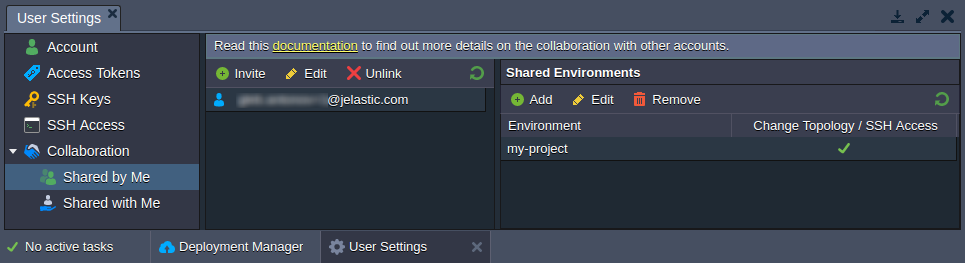 User Settings
Read this documentation to find out more details on the collaboration with other accounts.
Account
Access Tokens
SSH Keys
SSH Access
Collaboration
Shared by Me
Shared with Me
Invite Edit Unlink
@jelastic.com
Shared Environments
Add Edit Remove
Environment Change Topology / SSH Access
my-project
No active tasks Deployment Manager User Settings